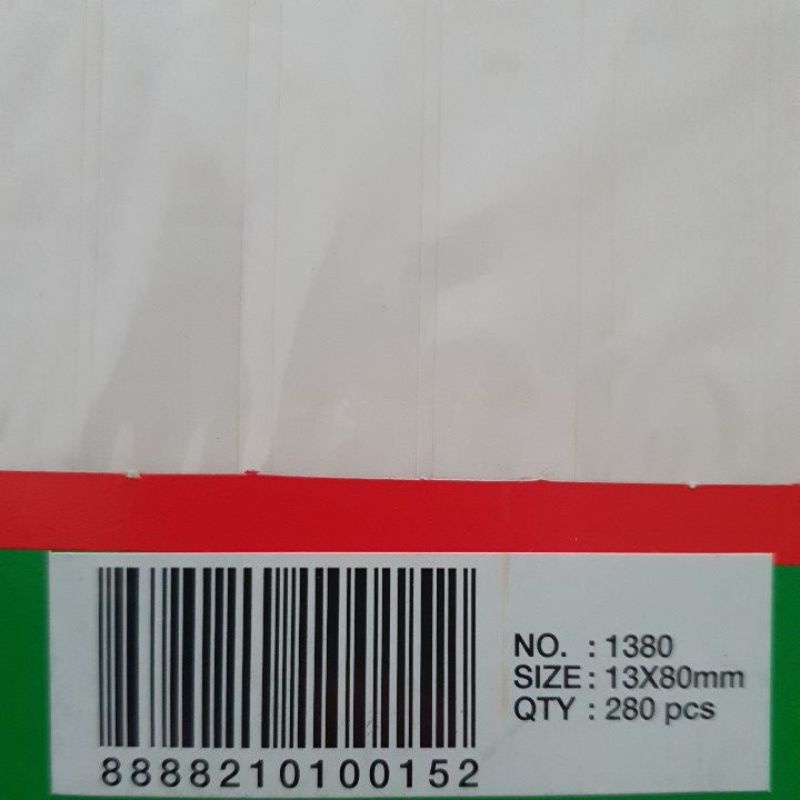 NO. : 1380
SIZE : 13X80mm
QTY : 280 pcs
8888210100152